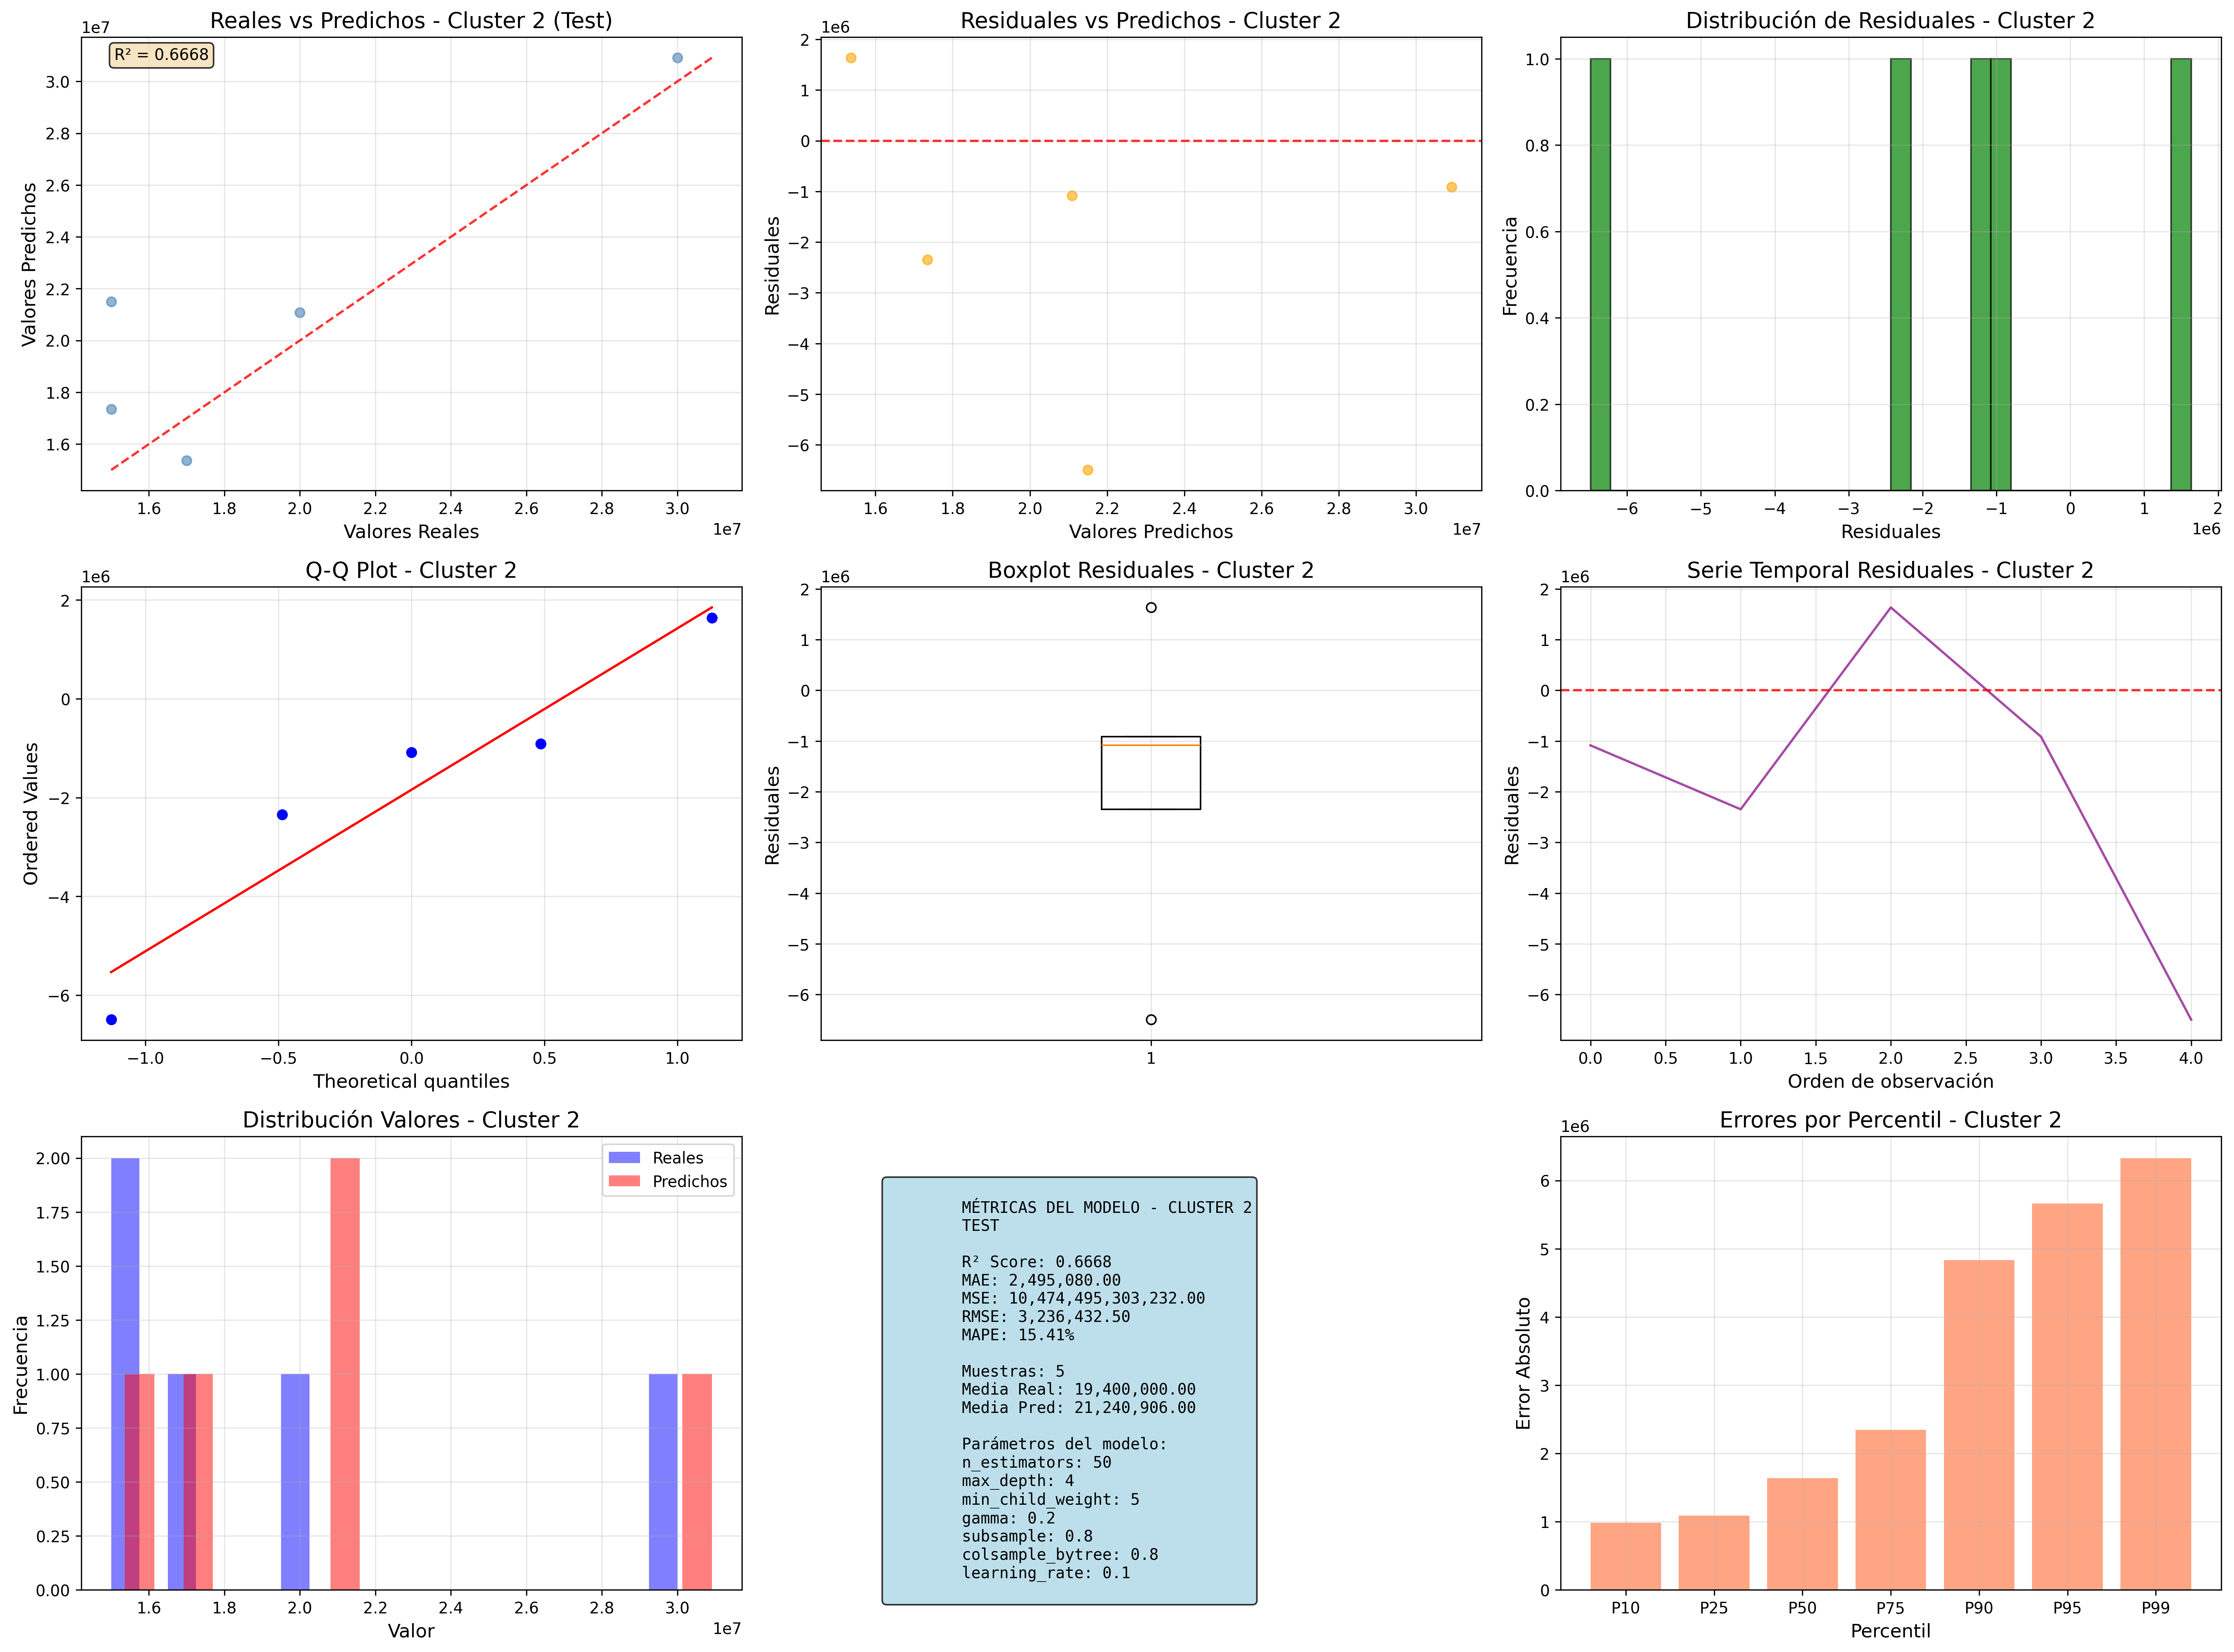 Reales vs Predichos - Cluster 2 (Test)
1e7
R² = 0.6668
3.0
2.8
2.6
2.4
2.2
2.0
1.8
1.6
Valores Predichos
1.6 1.8 2.0 2.2 2.4 2.6 2.8 3.0
1e7
Valores Reales
Residuales vs Predichos - Cluster 2
1e6
2
1
0
−1
−2
−3
−4
−5
−6
Residuales
1.6 1.8 2.0 2.2 2.4 2.6 2.8 3.0
1e7
Valores Predichos
Distribución de Residuales - Cluster 2
1.0
0.8
0.6
0.4
0.2
0.0
Frecuencia
−6 −5 −4 −3 −2 −1 0 1 2
1e6
Residuales
Q-Q Plot - Cluster 2
1e6
2
0
−2
−4
−6
Ordered Values
−1.0 −0.5 0.0 0.5 1.0
Theoretical quantiles
Boxplot Residuales - Cluster 2
1e6
2
1
0
−1
−2
−3
−4
−5
−6
Residuales
1
Serie Temporal Residuales - Cluster 2
1e6
2
1
0
−1
−2
−3
−4
−5
−6
Residuales
0.0 0.5 1.0 1.5 2.0 2.5 3.0 3.5 4.0
Orden de observación
Distribución Valores - Cluster 2
Reales
Predichos
2.00
1.75
1.50
1.25
1.00
0.75
0.50
0.25
0.00
Frecuencia
1.6 1.8 2.0 2.2 2.4 2.6 2.8 3.0
1e7
Valor
MÉTRICAS DEL MODELO - CLUSTER 2
TEST
R² Score: 0.6668
MAE: 2,495,080.00
MSE: 10,474,495,303,232.00
RMSE: 3,236,432.50
MAPE: 15.41%
Muestras: 5
Media Real: 19,400,000.00
Media Pred: 21,240,906.00
Parámetros del modelo:
n_estimators: 50
max_depth: 4
min_child_weight: 5
gamma: 0.2
subsample: 0.8
colsample_bytree: 0.8
learning_rate: 0.1
Errores por Percentil - Cluster 2
1e6
6
5
4
3
2
1
0
Error Absoluto
P10 P25 P50 P75 P90 P95 P99
Percentil